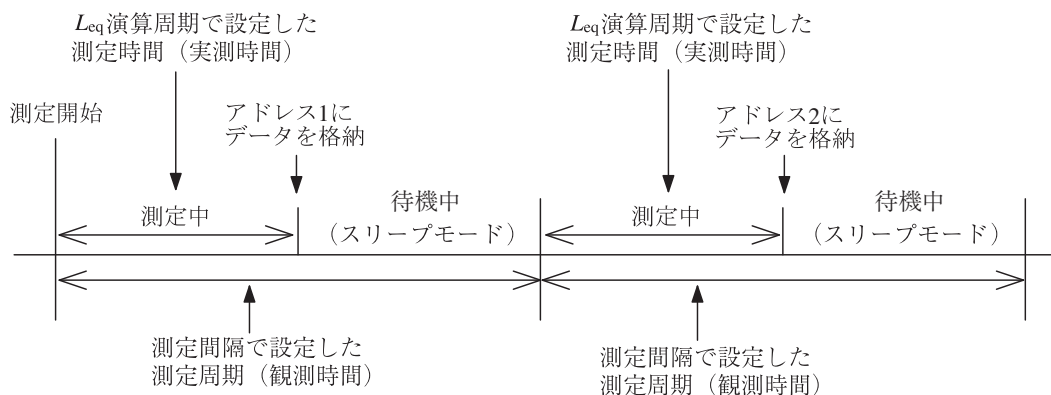 Leq演算周期で設定した
測定時間（実測時間）
Leq演算周期で設定した
測定時間（実測時間）
測定開始
アドレス1に
データを格納
アドレス2に
データを格納
測定中
待機中
（スリープモード）
測定中
待機中
（スリープモード）
測定間隔で設定した
測定周期（観測時間）
測定間隔で設定した
測定周期（観測時間）